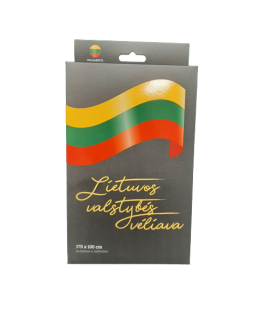 Lietuvos
valstybės
vėliava
170 x 100 cm